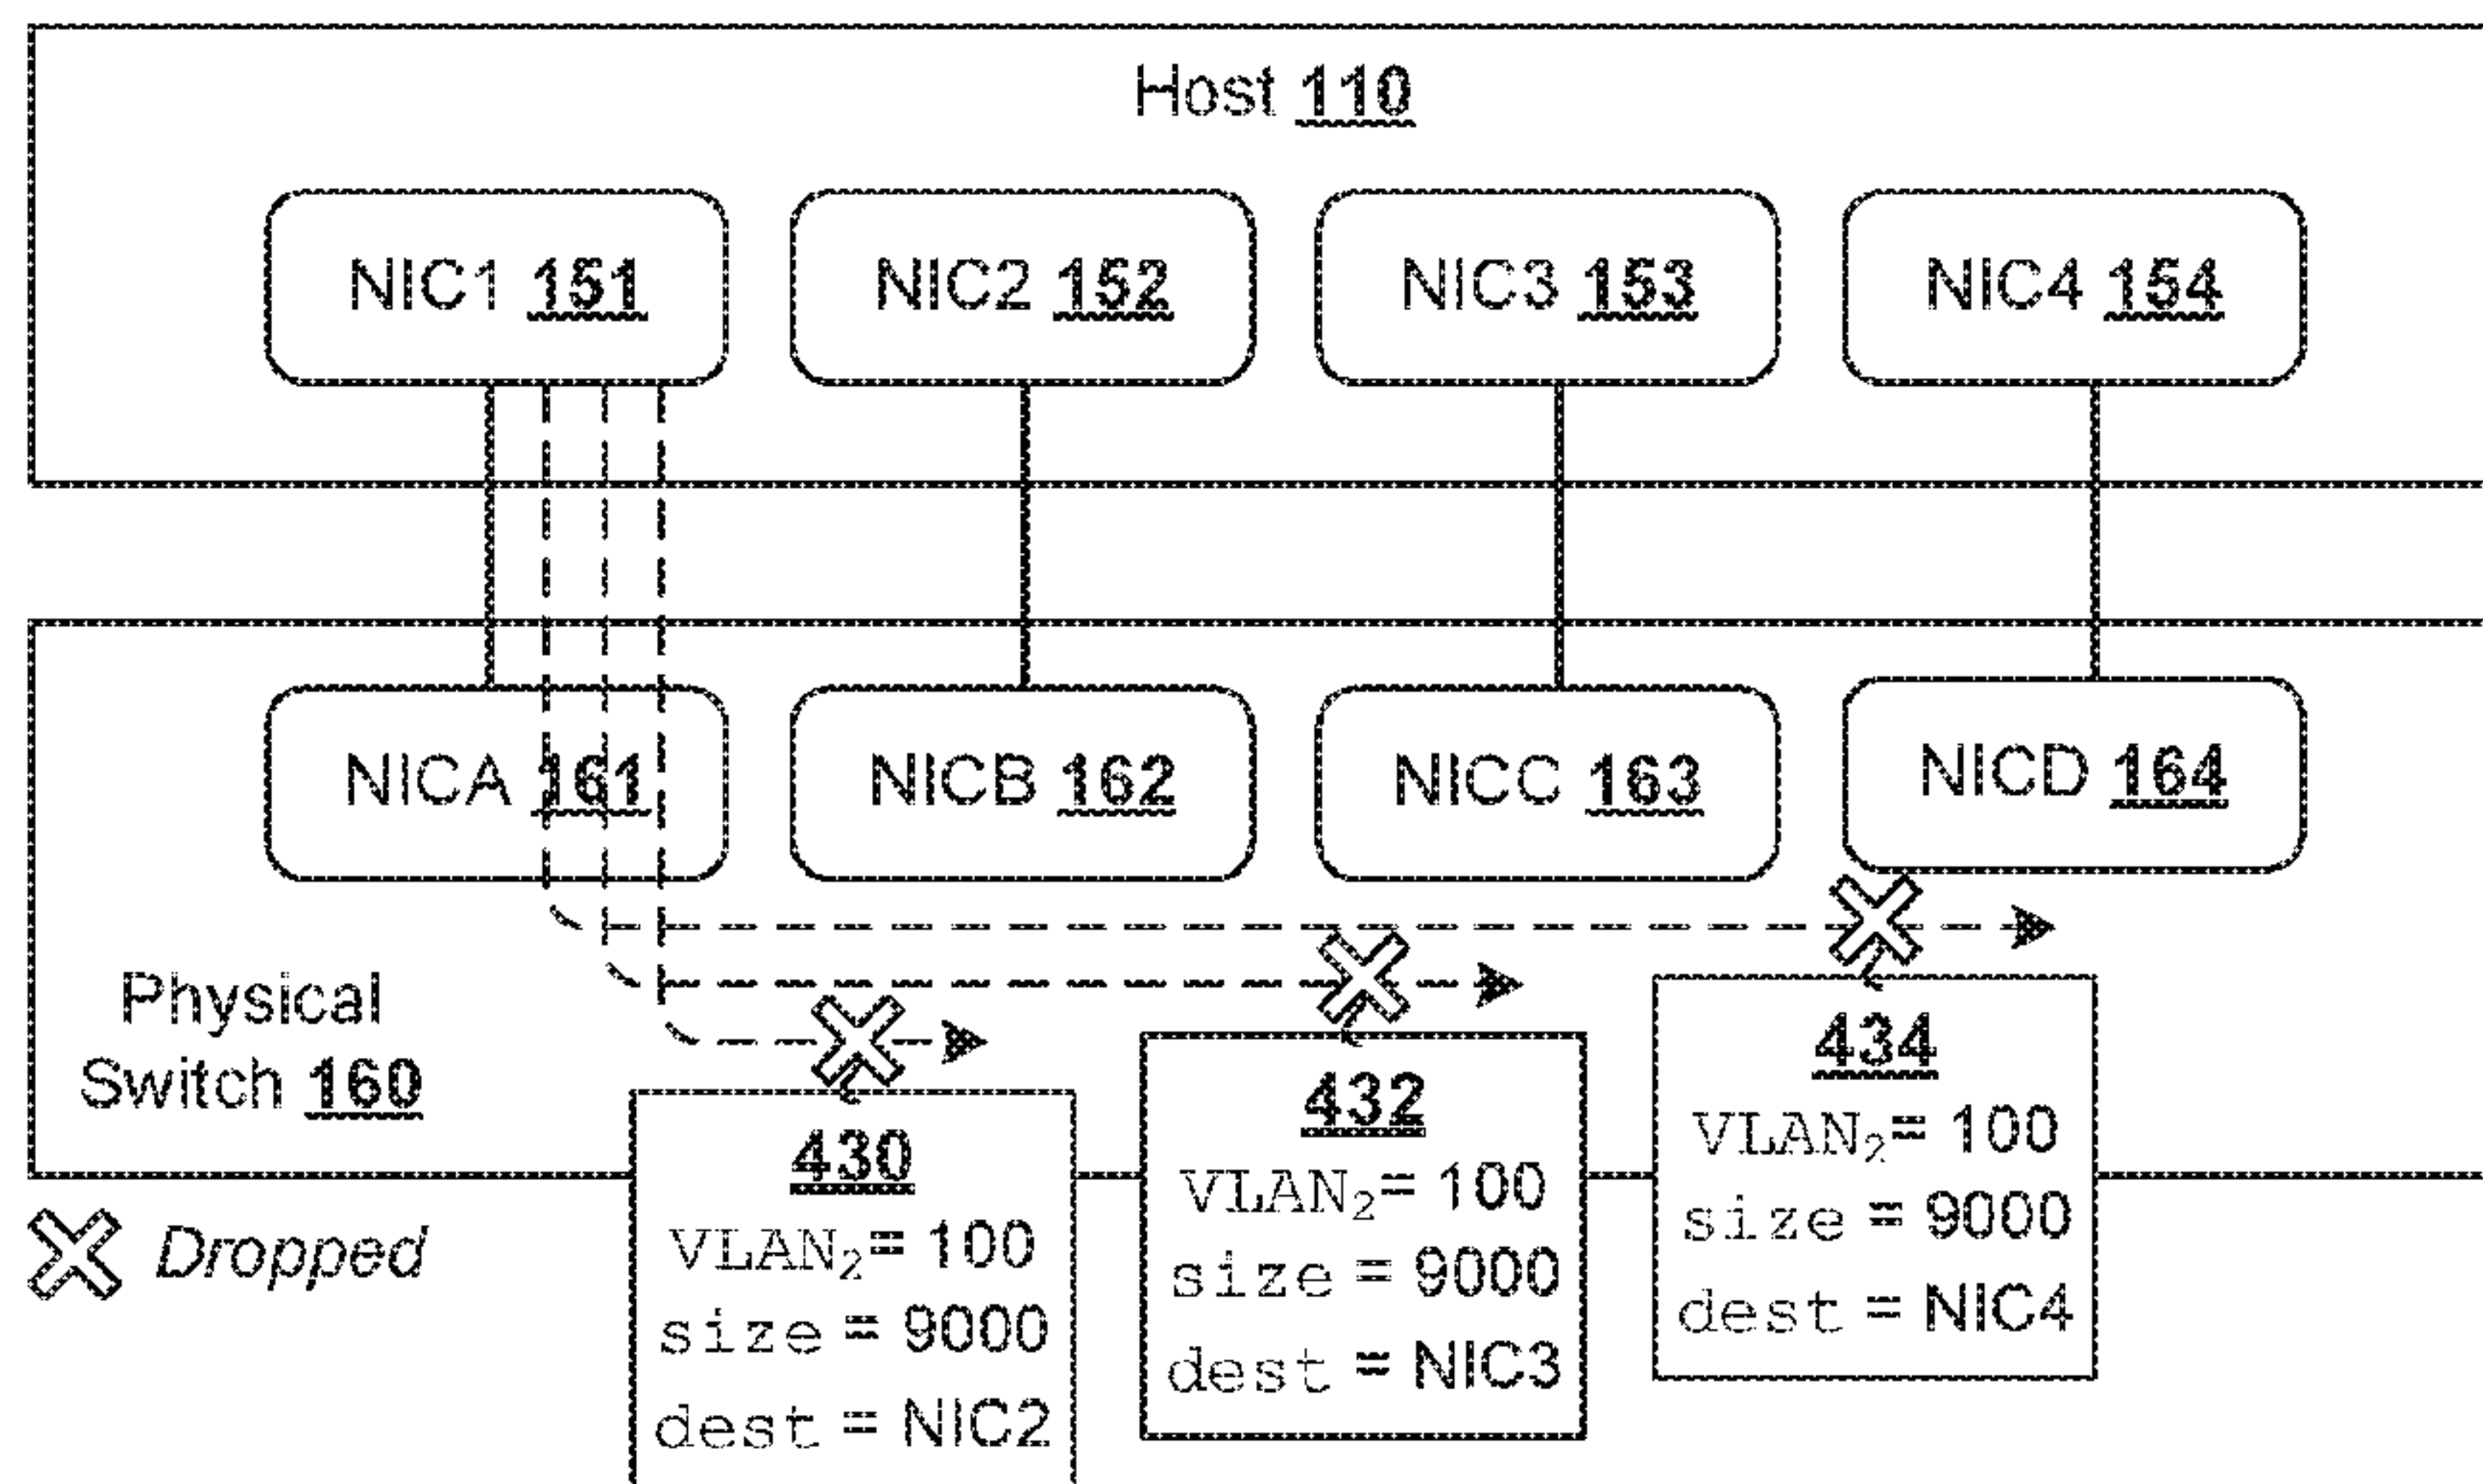 Host 110
NIC1 151
NIC2 152
NIC3 153
NIC4 154
NICA 161
NICB 162
NICC 163
NICD 164
Physical
Switch 160
Dropped
430
VLAN₂= 100
size = 9000
dest = NIC2
432
VLAN₂= 100
size = 9000
dest = NIC3
434
VLAN₂= 100
size = 9000
dest = NIC4